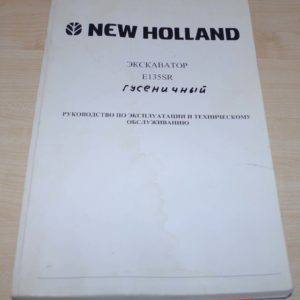 NEW HOLLAND
ЭКСКАВАТОР
E135SR
гусеничный
РУКОВОДСТВО ПО ЭКСПЛУАТАЦИИ И ТЕХНИЧЕСКОМУ
ОБСЛУЖИВАНИЮ